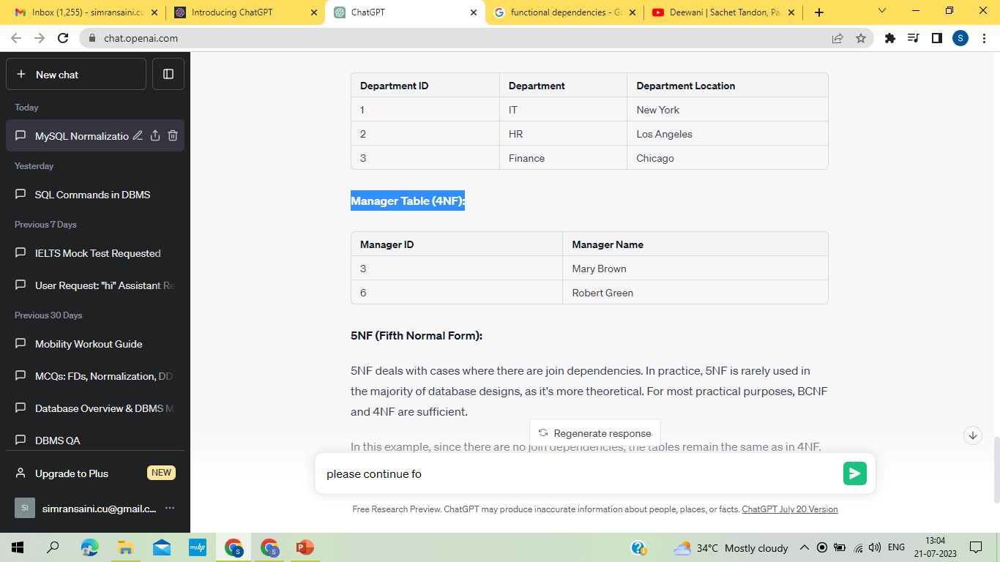 Inbox (1,255) - simransaini.cu
Introducing ChatGPT
ChatGPT
functional dependencies - Go
Deewani | Sachet Tandon, Pa
chat.openai.com
S
New chat
Today
MySQL Normalizatio
Yesterday
SQL Commands in DBMS
Previous 7 Days
IELTS Mock Test Requested
User Request: "hi" Assistant Re
Previous 30 Days
Mobility Workout Guide
MCQs: FDs, Normalization, DD
Database Overview & DBMS M
DBMS QA
Upgrade to Plus NEW
SI simransaini.cu@gmail.c...
Department ID Department Department Location
1 IT New York
2 HR Los Angeles
3 Finance Chicago
Manager Table (4NF):
Manager ID Manager Name
3 Mary Brown
6 Robert Green
5NF (Fifth Normal Form):
5NF deals with cases where there are join dependencies. In practice, 5NF is rarely used in
the majority of database designs, as it's more theoretical. For most practical purposes, BCNF
and 4NF are sufficient.
Regenerate response
In this example, since there are no join dependencies, the tables remain the same as in 4NF.
please continue fo
Free Research Preview. ChatGPT may produce inaccurate information about people, places, or facts. ChatGPT July 20 Version
myhp
S
S
P
34°C Mostly cloudy
ENG
13:04
21-07-2023